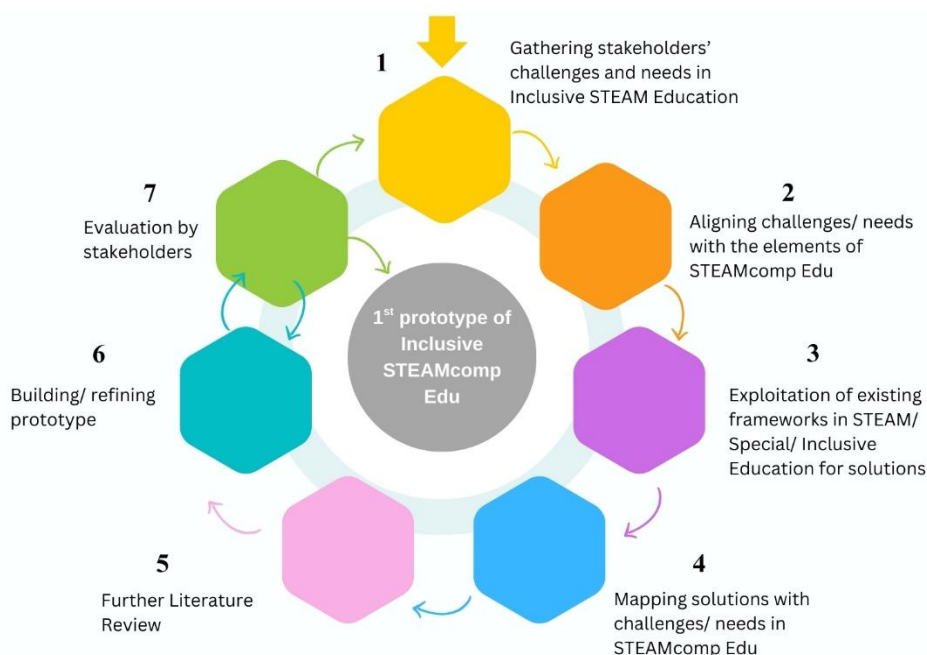 1
Gathering stakeholders'
challenges and needs in
Inclusive STEAM Education
2
Aligning challenges/ needs
with the elements of
STEAMcomp Edu
3
Exploitation of existing
frameworks in STEAM/
Special/ Inclusive
Education for solutions
4
Mapping solutions with
challenges/ needs in
STEAMcomp Edu
5
Further Literature
Review
6
Building/ refining
prototype
7
Evaluation by
stakeholders
1st prototype of
Inclusive
STEAMcomp
Edu